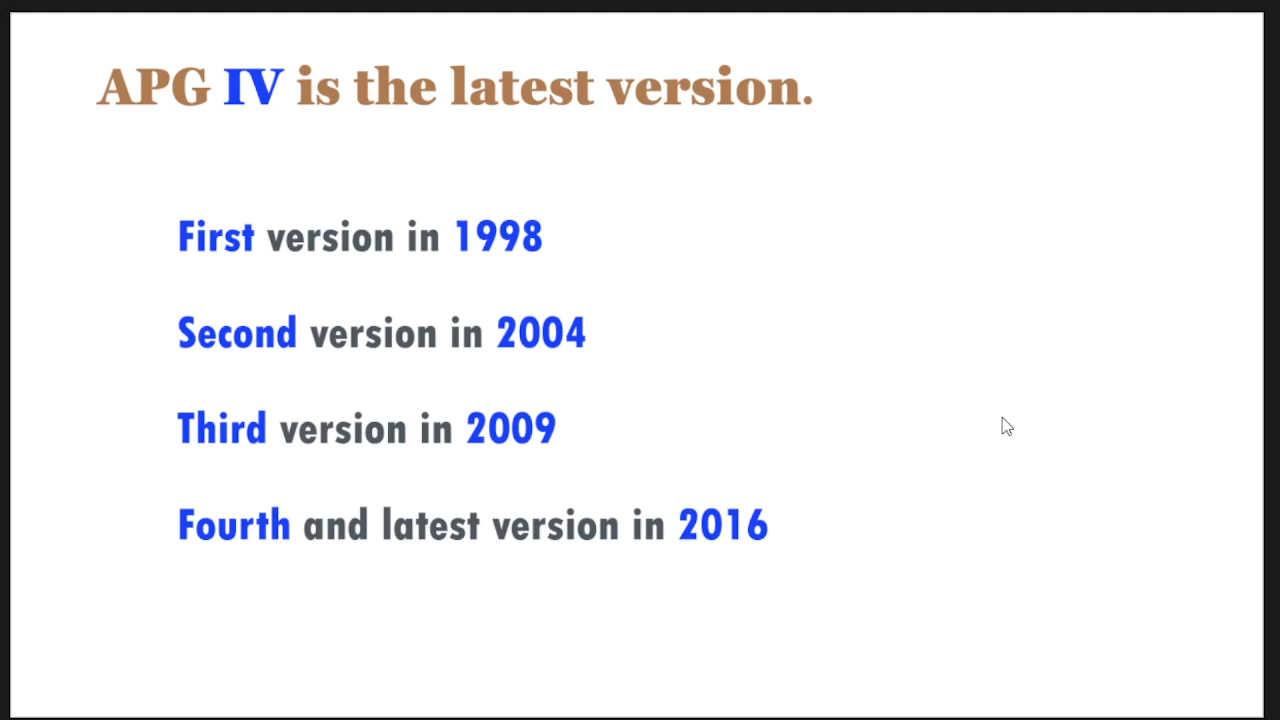 APG IV is the latest version.
First version in 1998
Second version in 2004
Third version in 2009
Fourth and latest version in 2016